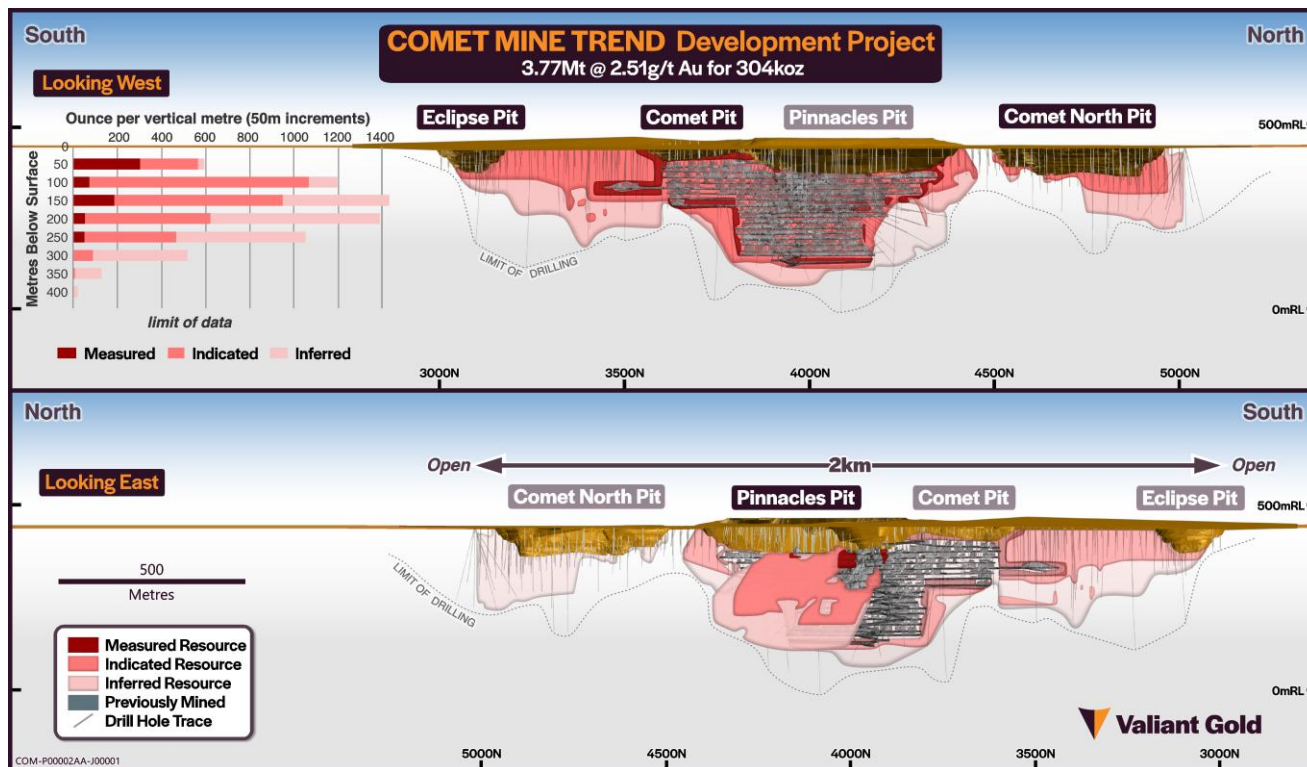 South
North
COMET MINE TREND Development Project
3.77Mt @ 2.51g/t Au for 304koz
Looking West
Ounce per vertical metre (50m increments)
200 400 600 800 1000 1200 1400
Metres Below Surface
0
50
100
150
200
250
300
350
400
limit of data
Measured Indicated Inferred
Eclipse Pit
Comet Pit
Pinnacles Pit
Comet North Pit
500mRL
LIMIT OF DRILLING
0mRL
3000N 3500N 4000N 4500N 5000N
North
South
Looking East
Open 2km Open
Comet North Pit
Pinnacles Pit
Comet Pit
Eclipse Pit
500mRL
LIMIT OF DRILLING
0mRL
500
Metres
Measured Resource
Indicated Resource
Inferred Resource
Previously Mined
Drill Hole Trace
Valiant Gold
5000N 4500N 4000N 3500N 3000N
COM-P00002AA-J00001